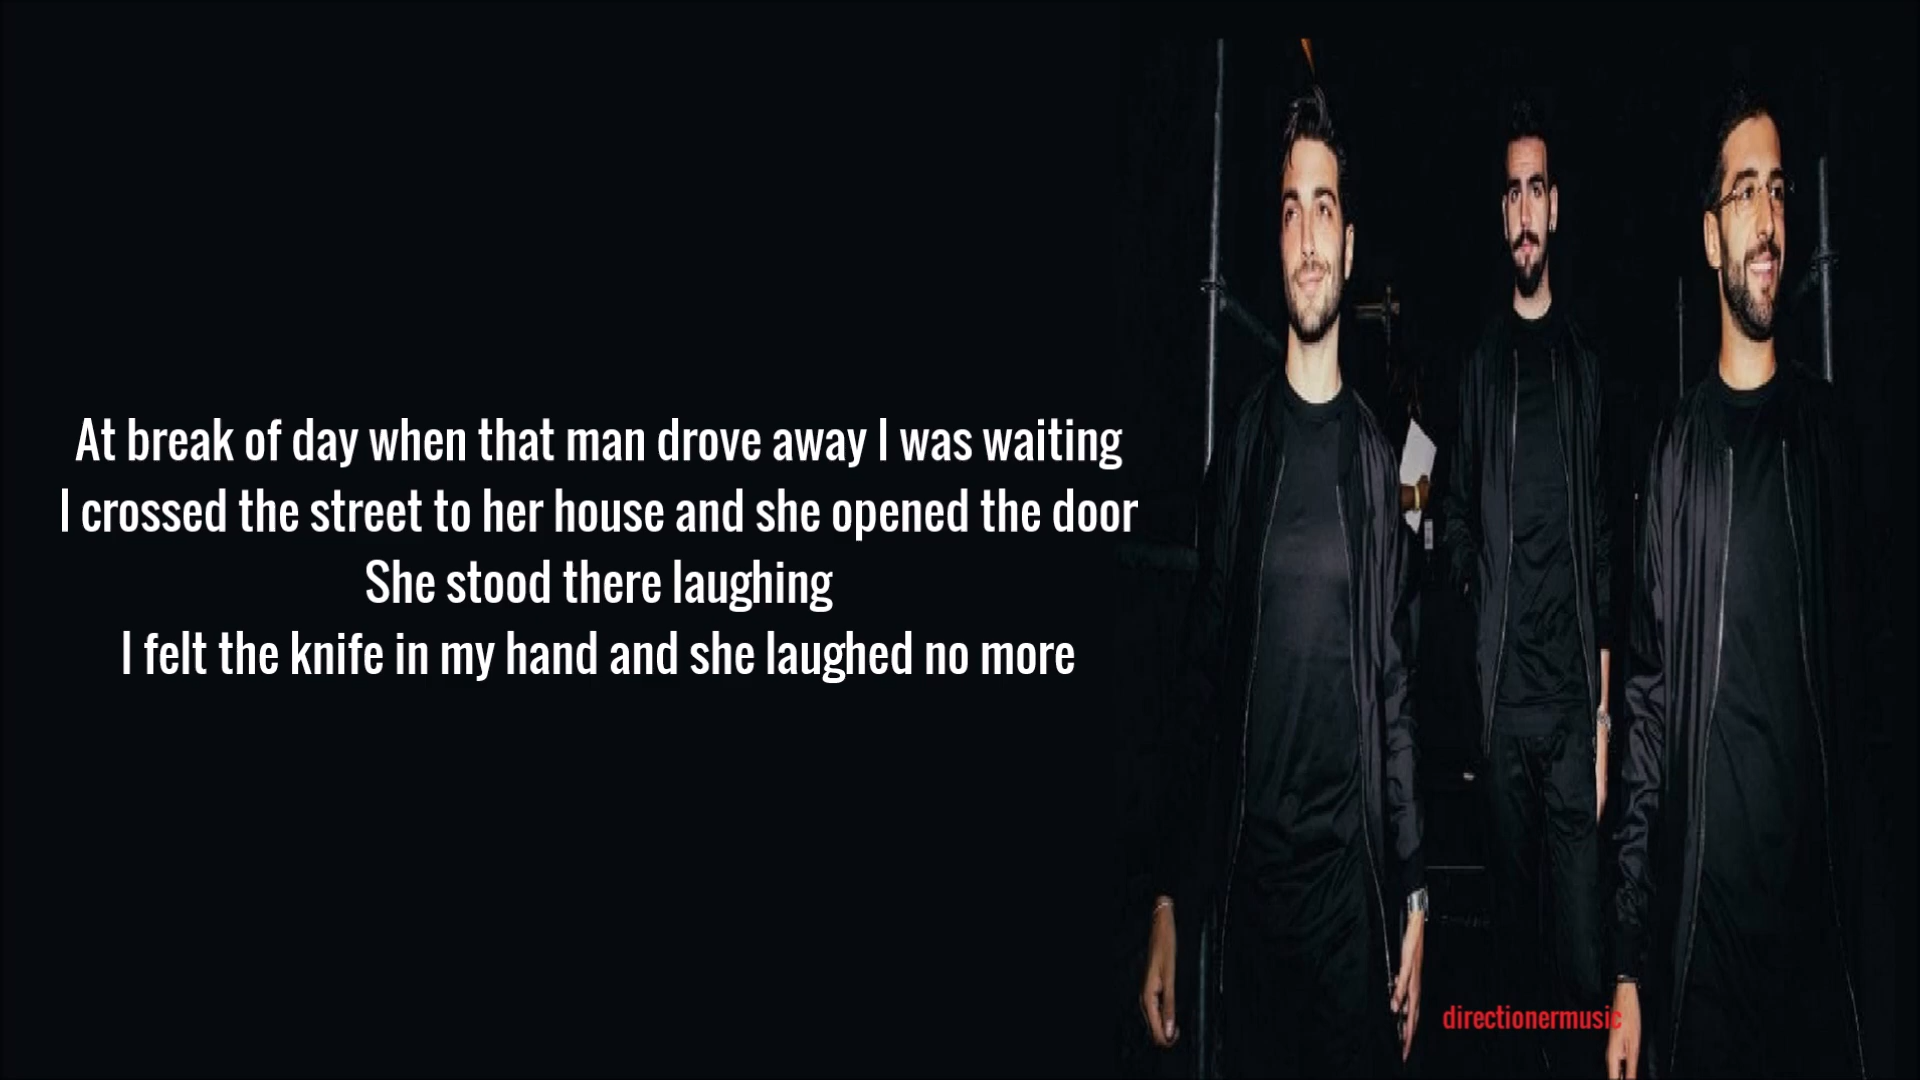 At break of day when that man drove away I was waiting
I crossed the street to her house and she opened the door
She stood there laughing
I felt the knife in my hand and she laughed no more
directionermusic